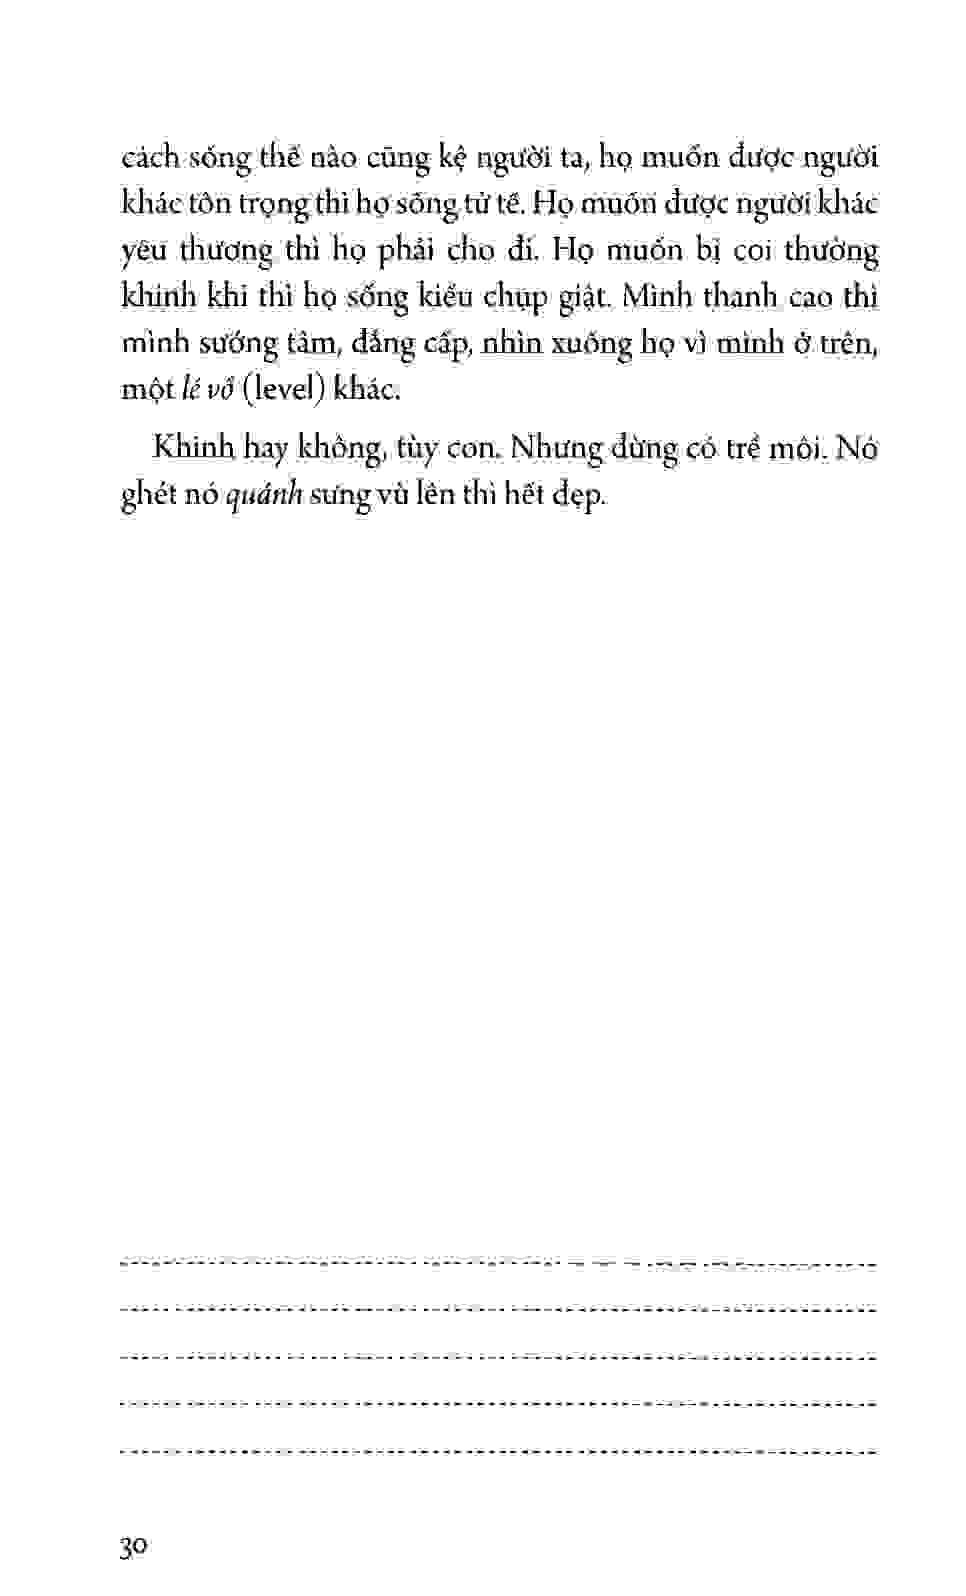 cách sống thế nào cũng kệ người ta, họ muốn được người
khác tôn trọng thì họ sống tử tế. Họ muốn được người khác
yêu thương thì họ phải cho đi. Họ muốn bị coi thường
khinh khi thì họ sống kiểu chụp giật. Mình thanh cao thì
mình sướng tâm, đẳng cấp, nhìn xuống họ vì mình ở trên,
một lé vồ (level) khác.
Khinh hay không, tùy con. Nhưng đừng có trề môi. Nó
ghét nó quánh sưng vù lên thì hết đẹp.
30